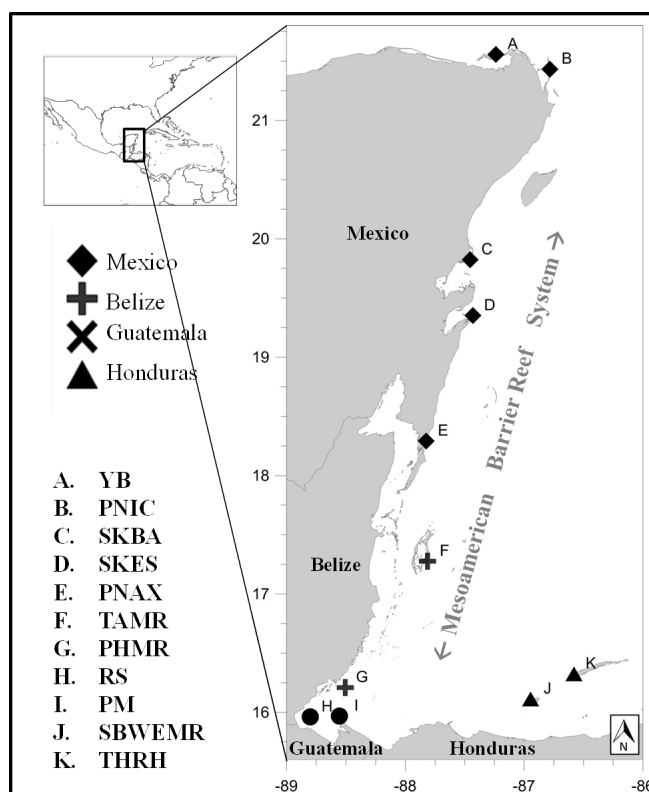 Mexico
Belize
Guatemala
Honduras
A. YB
B. PNIC
C. SKBA
D. SKES
E. PNAX
F. TAMR
G. PHMR
H. RS
I. PM
J. SBWEMR
K. THRH
A
B
21
20
Mexico
C
D
19
E
18
Belize
F
17
Mesoamerican Barrier Reef System
G
H
I
J
K
16
Guatemala
Honduras
N
-89
-88
-87
-86